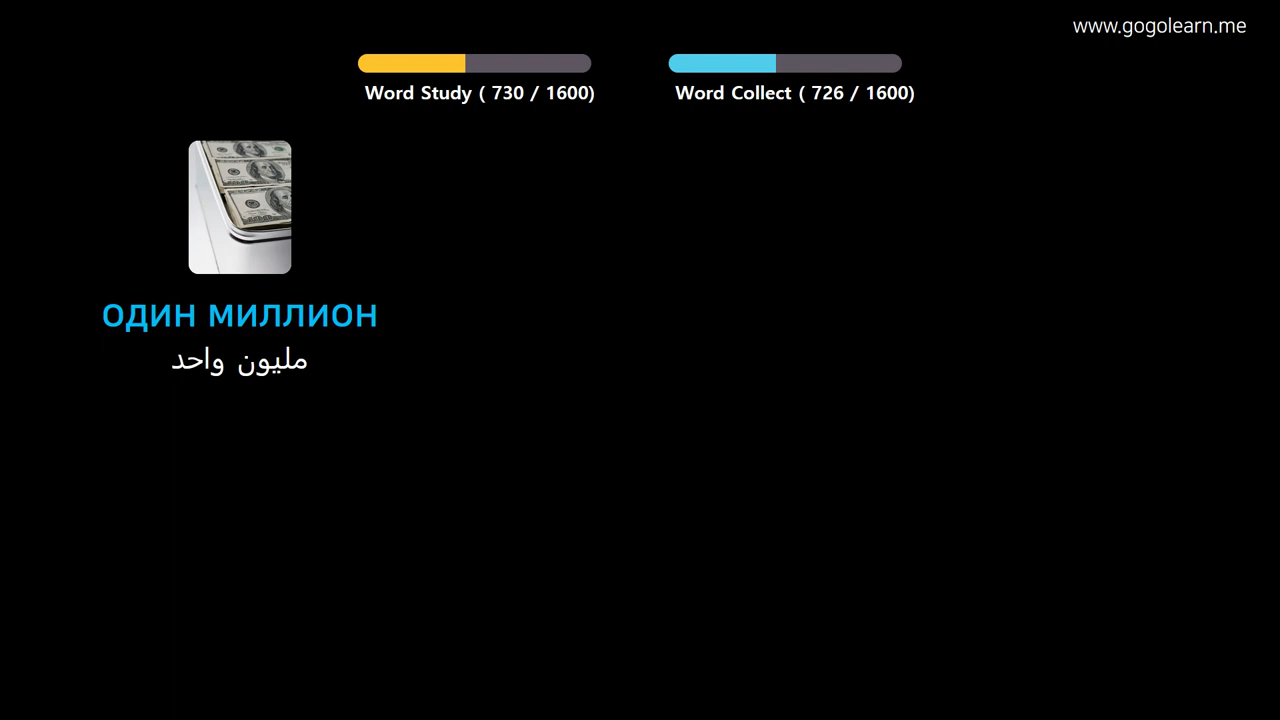 www.gogolearn.me
Word Study ( 730 / 1600)
Word Collect ( 726 / 1600)
один миллион
مليون واحد